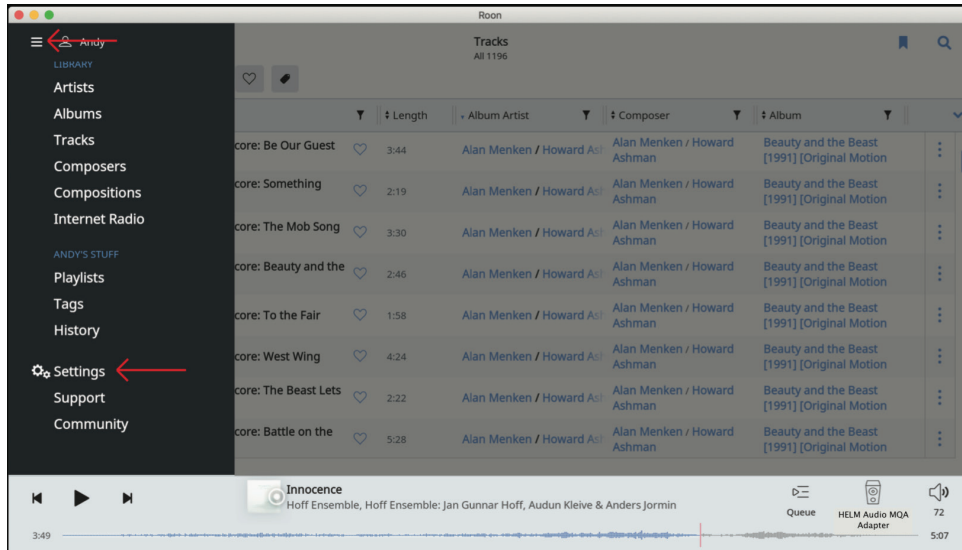 Roon
Andy
Tracks
All 1196
LIBRARY
Artists
Albums
Tracks
Composers
Compositions
Internet Radio
ANDY'S STUFF
Playlists
Tags
History
Settings
Support
Community
Length
Album Artist
Composer
Album
core: Be Our Guest
3:44
Alan Menken / Howard Ash
Alan Menken / Howard
Ashman
Beauty and the Beast
[1991] [Original Motion
core: Something
2:19
Alan Menken / Howard Ash
Alan Menken / Howard
Ashman
Beauty and the Beast
[1991] [Original Motion
core: The Mob Song
3:30
Alan Menken / Howard Ash
Alan Menken / Howard
Ashman
Beauty and the Beast
[1991] [Original Motion
core: Beauty and the
2:46
Alan Menken / Howard Ash
Alan Menken / Howard
Ashman
Beauty and the Beast
[1991] [Original Motion
core: To the Fair
1:58
Alan Menken / Howard Ash
Alan Menken / Howard
Ashman
Beauty and the Beast
[1991] [Original Motion
core: West Wing
4:24
Alan Menken / Howard Ash
Alan Menken / Howard
Ashman
Beauty and the Beast
[1991] [Original Motion
core: The Beast Lets
2:22
Alan Menken / Howard Ash
Alan Menken / Howard
Ashman
Beauty and the Beast
[1991] [Original Motion
core: Battle on the
5:28
Alan Menken / Howard Ash
Alan Menken / Howard
Ashman
Beauty and the Beast
[1991] [Original Motion
Innocence
Hoff Ensemble, Hoff Ensemble: Jan Gunnar Hoff, Audun Kleive & Anders Jormin
Queue
HELM Audio MQA
Adapter
72
3:49
5:07